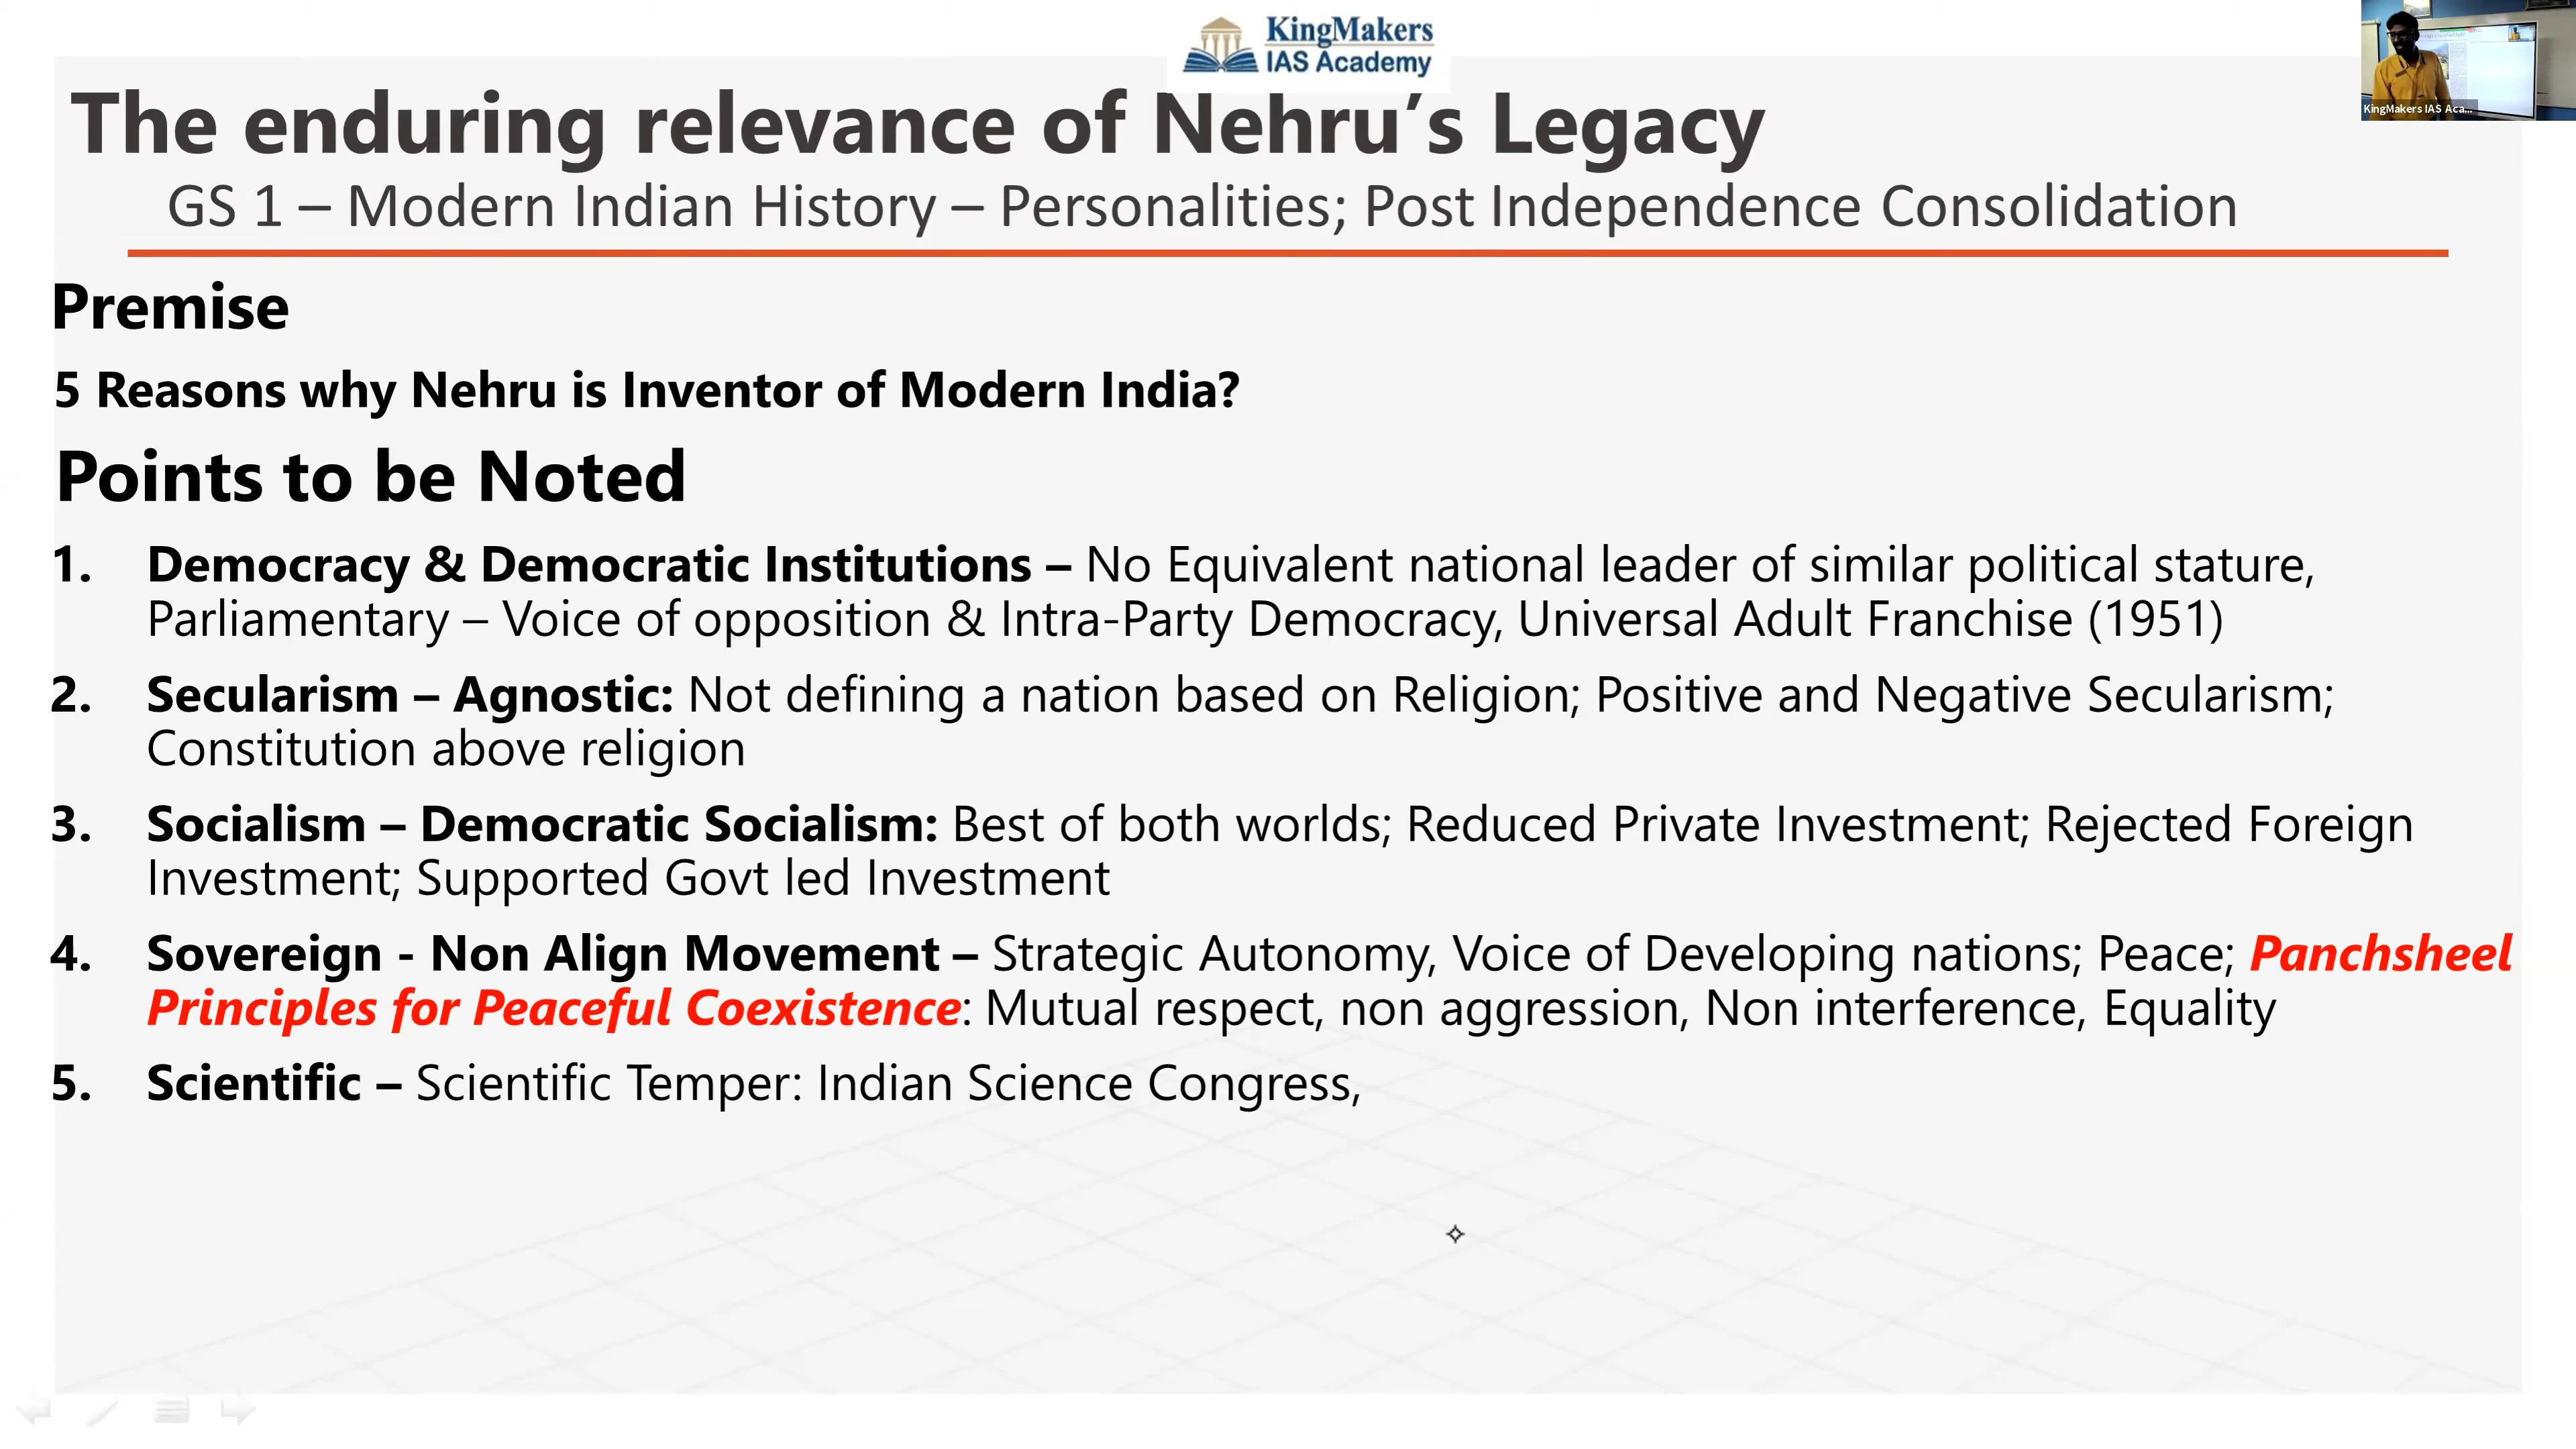 KingMakers
IAS Academy
KingMakers IAS Aca...
The enduring relevance of Nehru’s Legacy
GS 1 – Modern Indian History – Personalities; Post Independence Consolidation
Premise
5 Reasons why Nehru is Inventor of Modern India?
Points to be Noted
1. Democracy & Democratic Institutions – No Equivalent national leader of similar political stature,
Parliamentary – Voice of opposition & Intra-Party Democracy, Universal Adult Franchise (1951)
2. Secularism – Agnostic: Not defining a nation based on Religion; Positive and Negative Secularism;
Constitution above religion
3. Socialism – Democratic Socialism: Best of both worlds; Reduced Private Investment; Rejected Foreign
Investment; Supported Govt led Investment
4. Sovereign - Non Align Movement – Strategic Autonomy, Voice of Developing nations; Peace; Panchsheel
Principles for Peaceful Coexistence: Mutual respect, non aggression, Non interference, Equality
5. Scientific – Scientific Temper: Indian Science Congress,